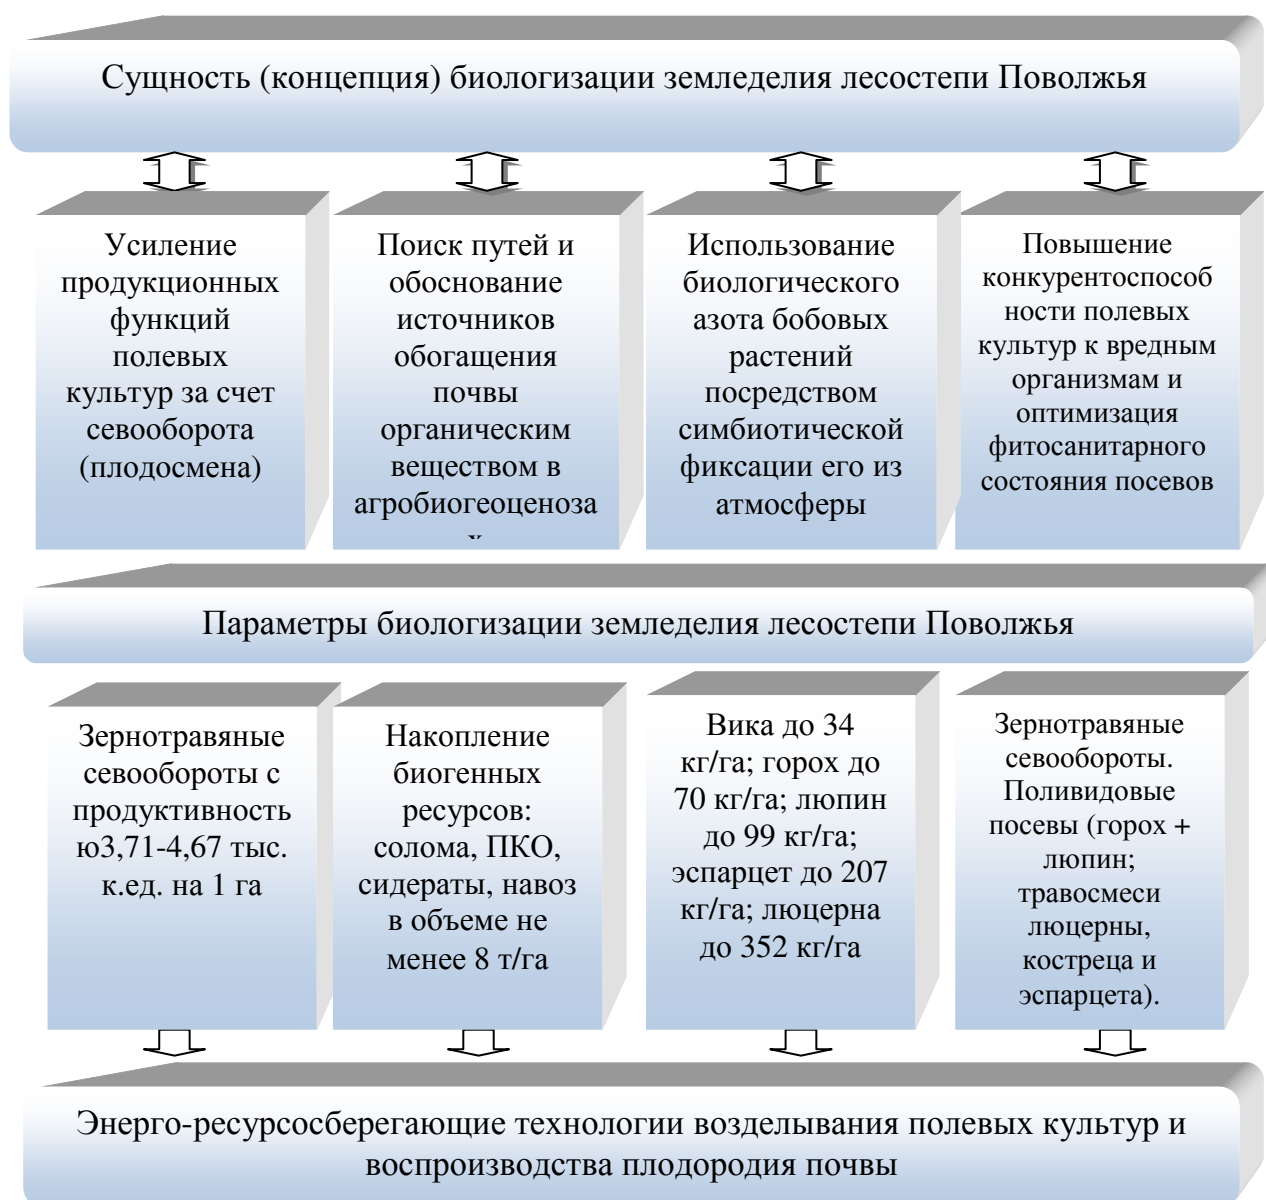 Сущность (концепция) биологизации земледелия лесостепи Поволжья
Усиление
продукционных
функций
полевых
культур за счет
севооборота
(плодосмена)
Поиск путей и
обоснование
источников
обогащения
почвы
органическим
веществом в
агробиогеоценоза
х
Использование
биологического
азота бобовых
растений
посредством
симбиотической
фиксации его из
атмосферы
Повышение
конкурентоспособ
ности полевых
культур к вредным
организмам и
оптимизация
фитосанитарного
состояния посевов
Параметры биологизации земледелия лесостепи Поволжья
Зернотравяные
севообороты с
продуктивность
ю3,71-4,67 тыс.
к.ед. на 1 га
Накопление
биогенных
ресурсов:
солома, ПКО,
сидераты, навоз
в объеме не
менее 8 т/га
Вика до 34
кг/га; горох до
70 кг/га; люпин
до 99 кг/га;
эспарцет до 207
кг/га; люцерна
до 352 кг/га
Зернотравяные
севообороты.
Поливидовые
посевы (горох +
люпин;
травосмеси
люцерны,
костреца и
эспарцета).
Энерго-ресурсосберегающие технологии возделывания полевых культур и
воспроизводства плодородия почвы